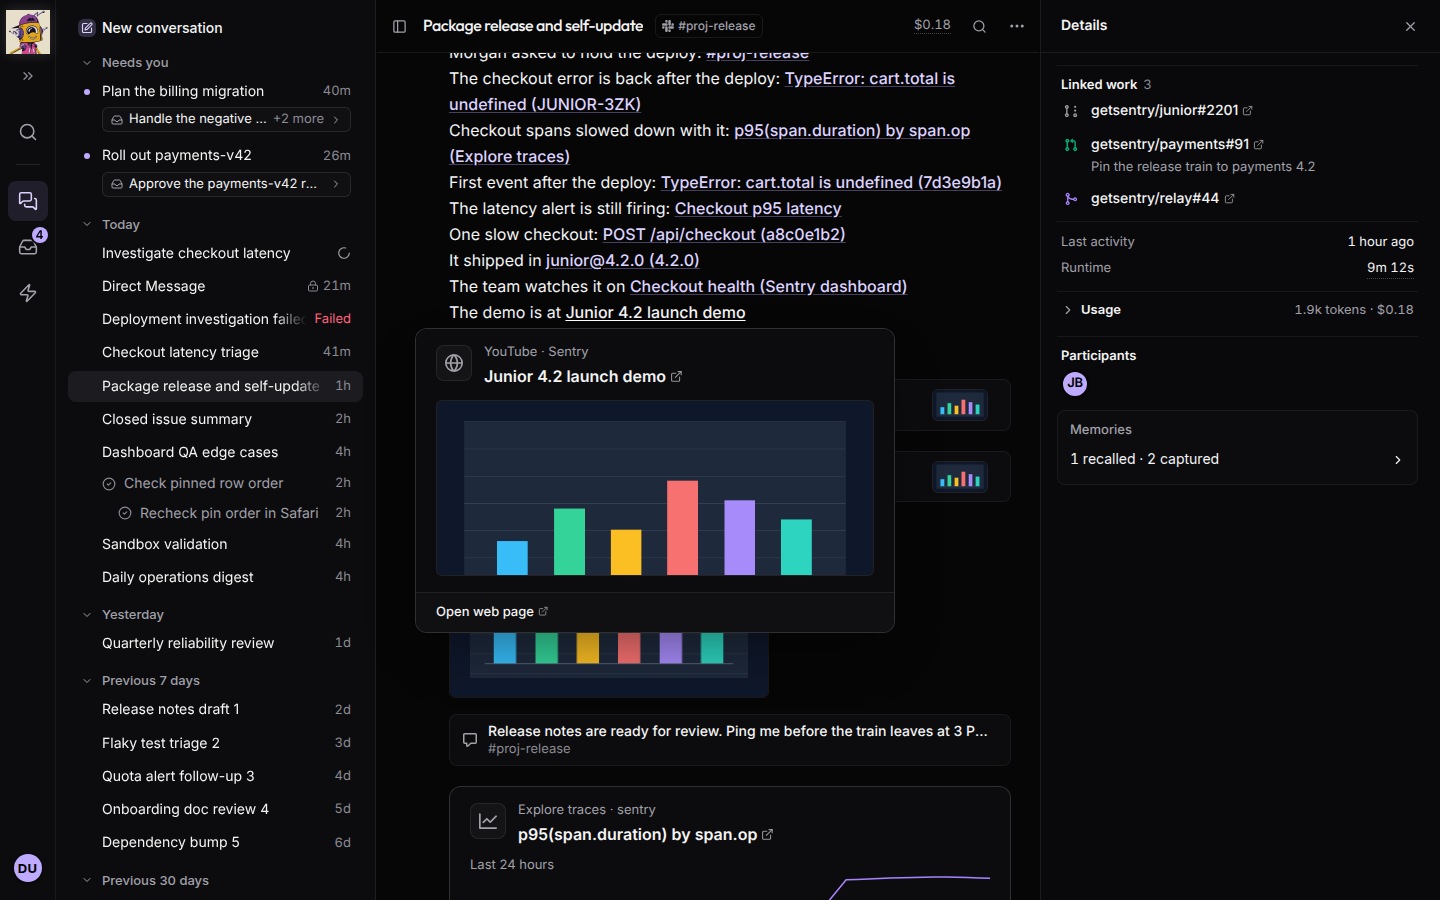 New conversation
Needs you
Plan the billing migration 40m
Handle the negative ... +2 more
Roll out payments-v42 26m
Approve the payments-v42 r...
Today
4
Investigate checkout latency
Direct Message 21m
Deployment investigation failed Failed
Checkout latency triage 41m
Package release and self-update 1h
Closed issue summary 2h
Dashboard QA edge cases 4h
Check pinned row order 2h
Recheck pin order in Safari 2h
Sandbox validation 4h
Daily operations digest 4h
Yesterday
Quarterly reliability review 1d
Previous 7 days
Release notes draft 1 2d
Flaky test triage 2 3d
Quota alert follow-up 3 4d
Onboarding doc review 4 5d
Dependency bump 5 6d
Previous 30 days
DU
Package release and self-update #proj-release $0.18
Morgan asked to hold the deploy: #proj-release
The checkout error is back after the deploy: TypeError: cart.total is
undefined (JUNIOR-3ZK)
Checkout spans slowed down with it: p95(span.duration) by span.op
(Explore traces)
First event after the deploy: TypeError: cart.total is undefined (7d3e9b1a)
The latency alert is still firing: Checkout p95 latency
One slow checkout: POST /api/checkout (a8c0e1b2)
It shipped in junior@4.2.0 (4.2.0)
The team watches it on Checkout health (Sentry dashboard)
The demo is at Junior 4.2 launch demo
YouTube · Sentry
Junior 4.2 launch demo
Open web page
Release notes are ready for review. Ping me before the train leaves at 3 P...
#proj-release
Explore traces · sentry
p95(span.duration) by span.op
Last 24 hours
Details
Linked work 3
getsentry/junior#2201
getsentry/payments#91
Pin the release train to payments 4.2
getsentry/relay#44
Last activity 1 hour ago
Runtime 9m 12s
Usage 1.9k tokens · $0.18
Participants
JB
Memories
1 recalled · 2 captured